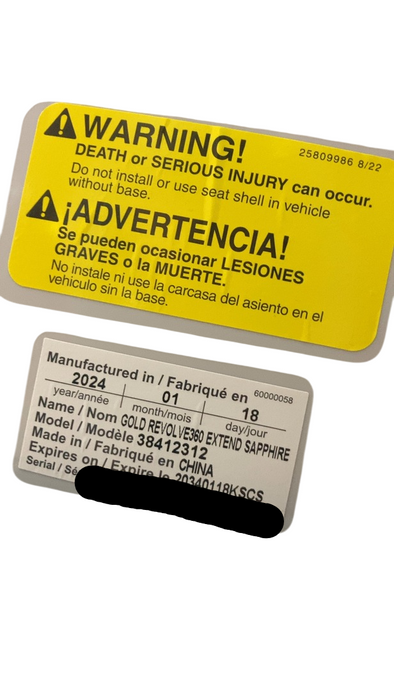 WARNING!
25809986 8/22
DEATH or SERIOUS INJURY can occur.
Do not install or use seat shell in vehicle
without base.
¡ADVERTENCIA!
Se pueden ocasionar LESIONES
GRAVES o la MUERTE.
No instale ni use la carcasa del asiento en el
vehiculo sin la base.
Manufactured in / Fabriqué en 60000058
2024 01 18
year/année month/mois day/jour
Name / Nom GOLD REVOLVE360 EXTEND SAPPHIRE
Model / Modèle 38412312
Made in / Fabriqué en CHINA
Expires on / Expire le 20340118KSCS
Serial / Sé